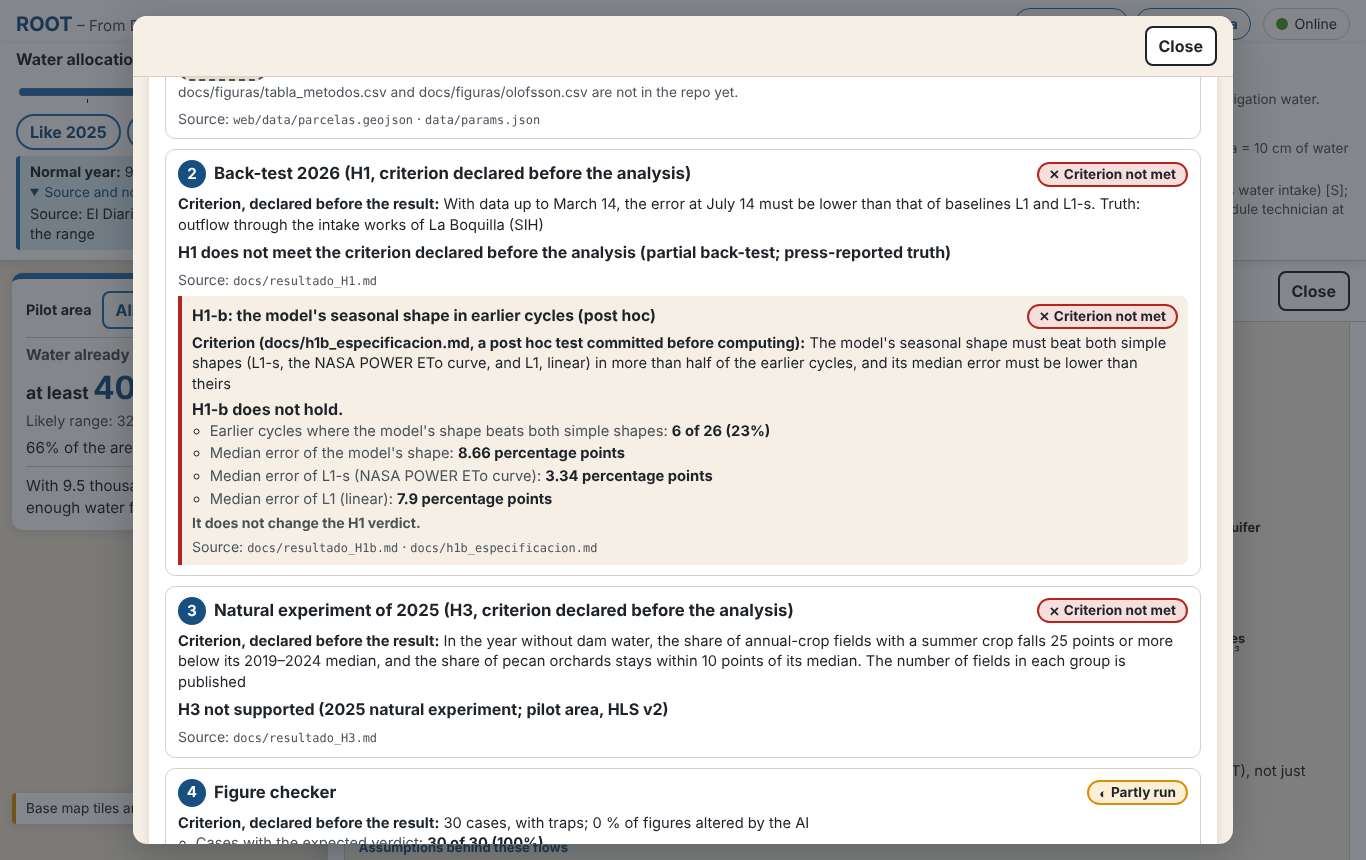 ROOT – From
Online
Close
Water allocatio
Like 2025
Normal year: 9
▼ Source and no
Source: El Diari
the range
igation water.
a = 10 cm of water
s water intake) [S];
dule technician at
Pilot area
Al
Close
Water already
at least 40
Likely range: 32
66% of the are
With 9.5 thousa
enough water f
Base map tiles ar
uifer
es
T), not just
docs/figuras/tabla_metodos.csv and docs/figuras/olofsson.csv are not in the repo yet.
Source: web/data/parcelas.geojson · data/params.json
2 Back-test 2026 (H1, criterion declared before the analysis)
✕ Criterion not met
Criterion, declared before the result: With data up to March 14, the error at July 14 must be lower than that of baselines L1 and L1-s. Truth:
outflow through the intake works of La Boquilla (SIH)
H1 does not meet the criterion declared before the analysis (partial back-test; press-reported truth)
Source: docs/resultado_H1.md
H1-b: the model's seasonal shape in earlier cycles (post hoc)
✕ Criterion not met
Criterion (docs/h1b_especificacion.md, a post hoc test committed before computing): The model's seasonal shape must beat both simple
shapes (L1-s, the NASA POWER ETo curve, and L1, linear) in more than half of the earlier cycles, and its median error must be lower than
theirs
H1-b does not hold.
Earlier cycles where the model's shape beats both simple shapes: 6 of 26 (23%)
Median error of the model's shape: 8.66 percentage points
Median error of L1-s (NASA POWER ETo curve): 3.34 percentage points
Median error of L1 (linear): 7.9 percentage points
It does not change the H1 verdict.
Source: docs/resultado_H1b.md · docs/h1b_especificacion.md
3 Natural experiment of 2025 (H3, criterion declared before the analysis)
✕ Criterion not met
Criterion, declared before the result: In the year without dam water, the share of annual-crop fields with a summer crop falls 25 points or more
below its 2019–2024 median, and the share of pecan orchards stays within 10 points of its median. The number of fields in each group is
published
H3 not supported (2025 natural experiment; pilot area, HLS v2)
Source: docs/resultado_H3.md
4 Figure checker
Partly run
Criterion, declared before the result: 30 cases, with traps; 0 % of figures altered by the AI
Cases with the expected verdict: 30 of 30 (100%)
Assumptions behind these flows